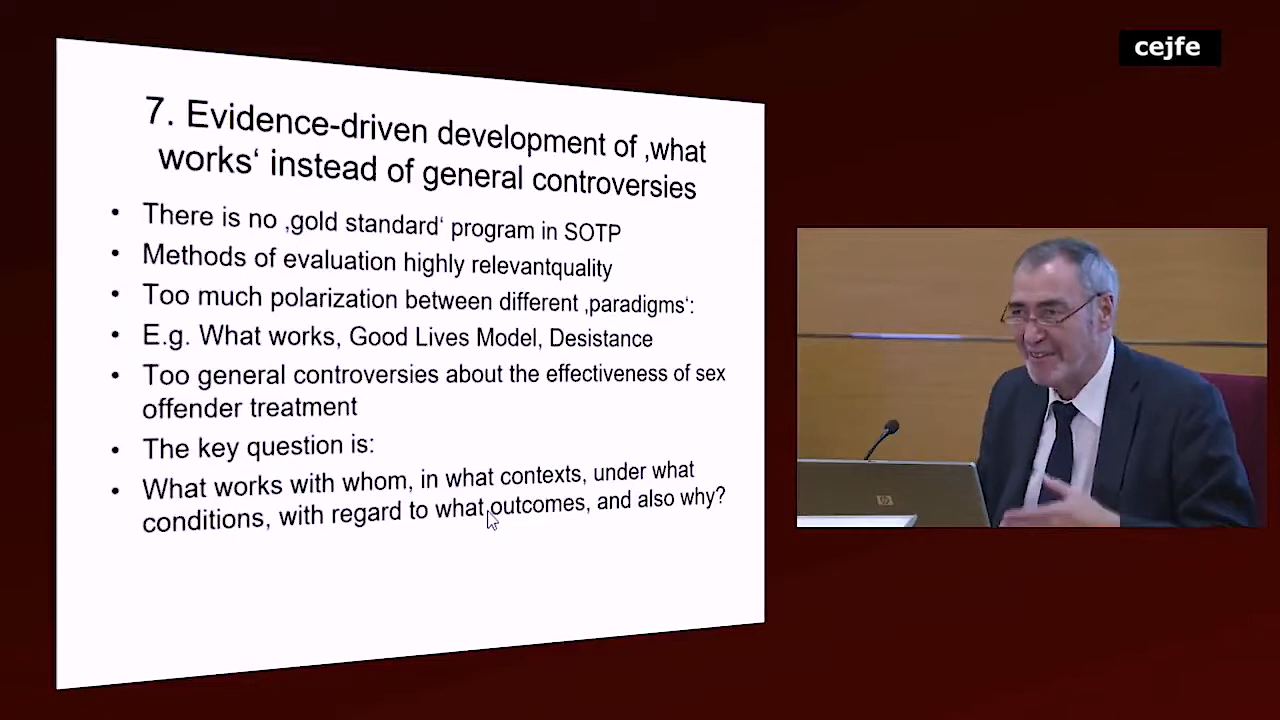 cejfe
7. Evidence-driven development of ‚what
works‘ instead of general controversies
• There is no ‚gold standard‘ program in SOTP
• Methods of evaluation highly relevantquality
• Too much polarization between different ‚paradigms‘:
• E.g. What works, Good Lives Model, Desistance
• Too general controversies about the effectiveness of sex
offender treatment
• The key question is:
• What works with whom, in what contexts, under what
conditions, with regard to what outcomes, and also why?
hp